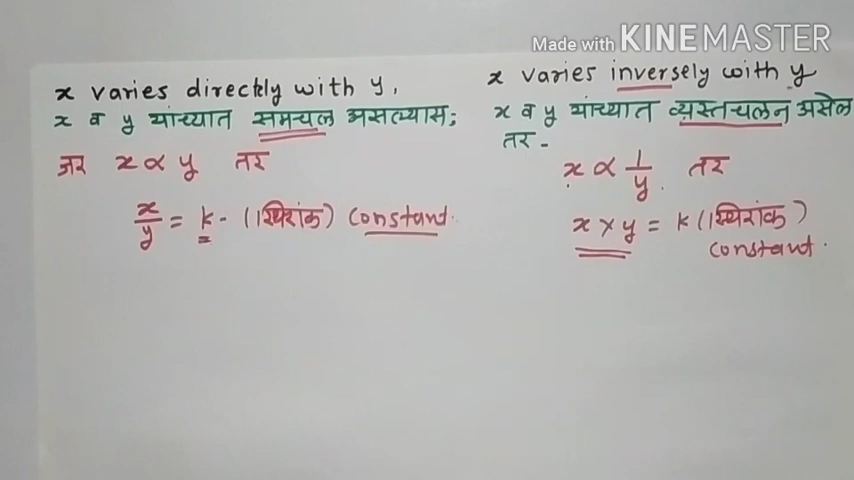 Made with KINEMASTER
x varies directly with y.
x व y यांच्यात समचल असल्यास;
जर x ∝ y तर
x/y = k - (स्थिरांक) constant.
x varies inversely with y
x व y यांच्यात व्यस्तचलन असेल
तर -
x ∝ 1/y तर
x × y = k (स्थिरांक)
constant.